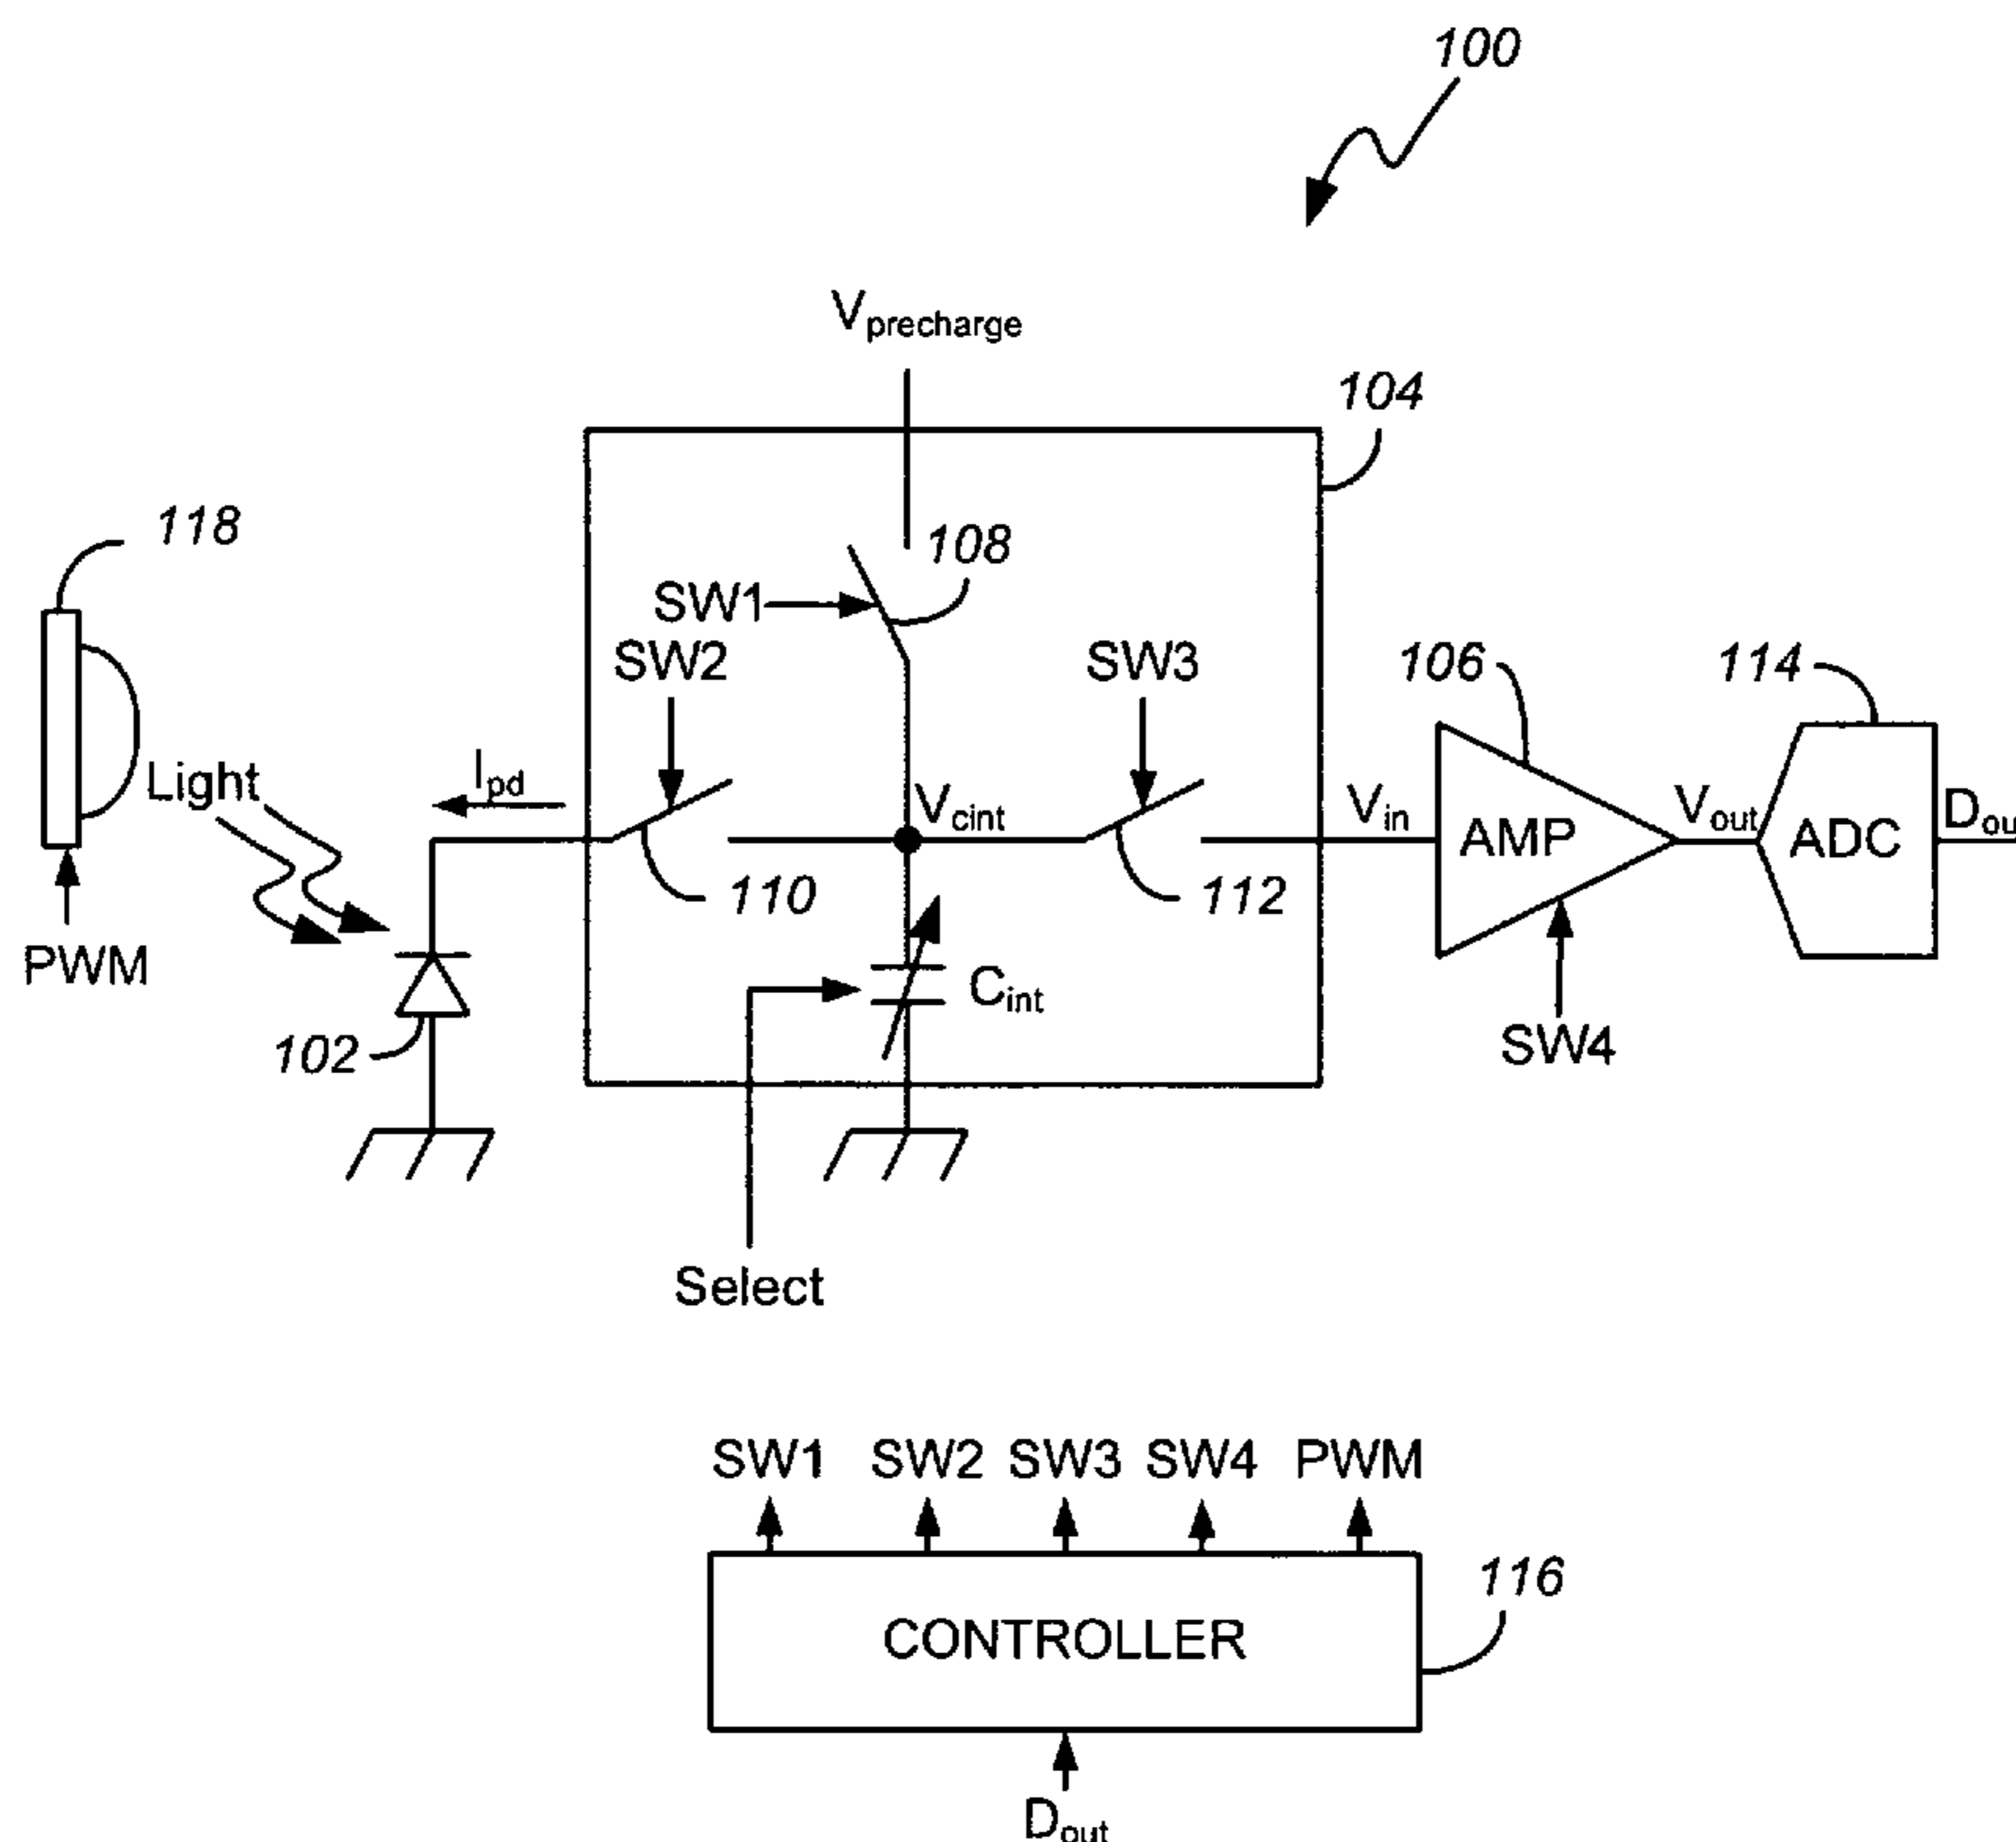 100
Vprecharge
104
118
108
SW1
SW2
SW3
106
114
Light
Ipd
Vcint
Vin
AMP
Vout
ADC
Dou
110
112
PWM
Cint
102
SW4
Select
SW1 SW2 SW3 SW4 PWM
116
CONTROLLER
Dout